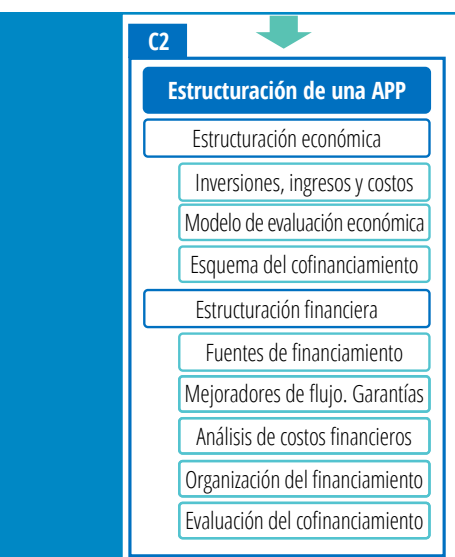 C2
Estructuración de una APP
Estructuración económica
Inversiones, ingresos y costos
Modelo de evaluación económica
Esquema del cofinanciamiento
Estructuración financiera
Fuentes de financiamiento
Mejoradores de flujo. Garantías
Análisis de costos financieros
Organización del financiamiento
Evaluación del cofinanciamiento